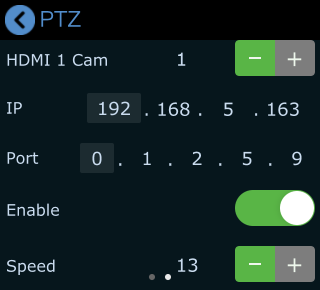 PTZ
HDMI 1 Cam 1 − +
IP 192 . 168 . 5 . 163
Port 0 . 1 . 2 . 5 . 9
Enable
Speed 13 − +